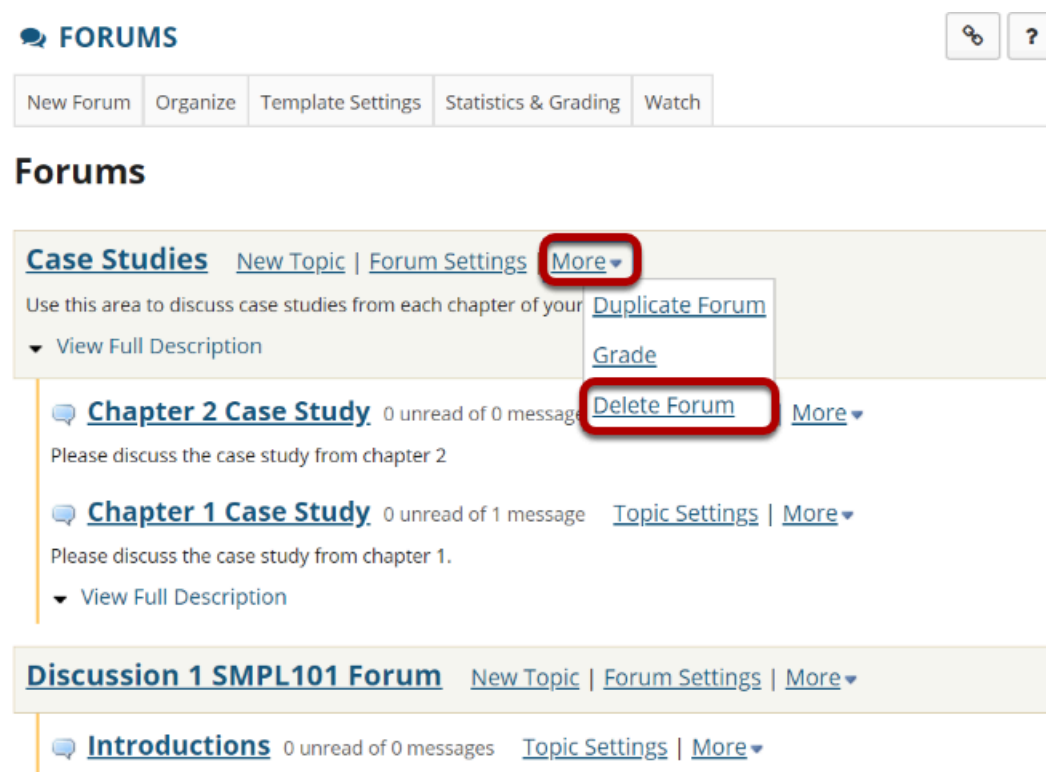 FORUMS
?
New Forum Organize Template Settings Statistics & Grading Watch
Forums
Case Studies New Topic | Forum Settings | More
Use this area to discuss case studies from each chapter of your
Duplicate Forum
View Full Description
Grade
Delete Forum
Chapter 2 Case Study 0 unread of 0 message | More
Please discuss the case study from chapter 2
Chapter 1 Case Study 0 unread of 1 message Topic Settings | More
Please discuss the case study from chapter 1.
View Full Description
Discussion 1 SMPL101 Forum New Topic | Forum Settings | More
Introductions 0 unread of 0 messages Topic Settings | More